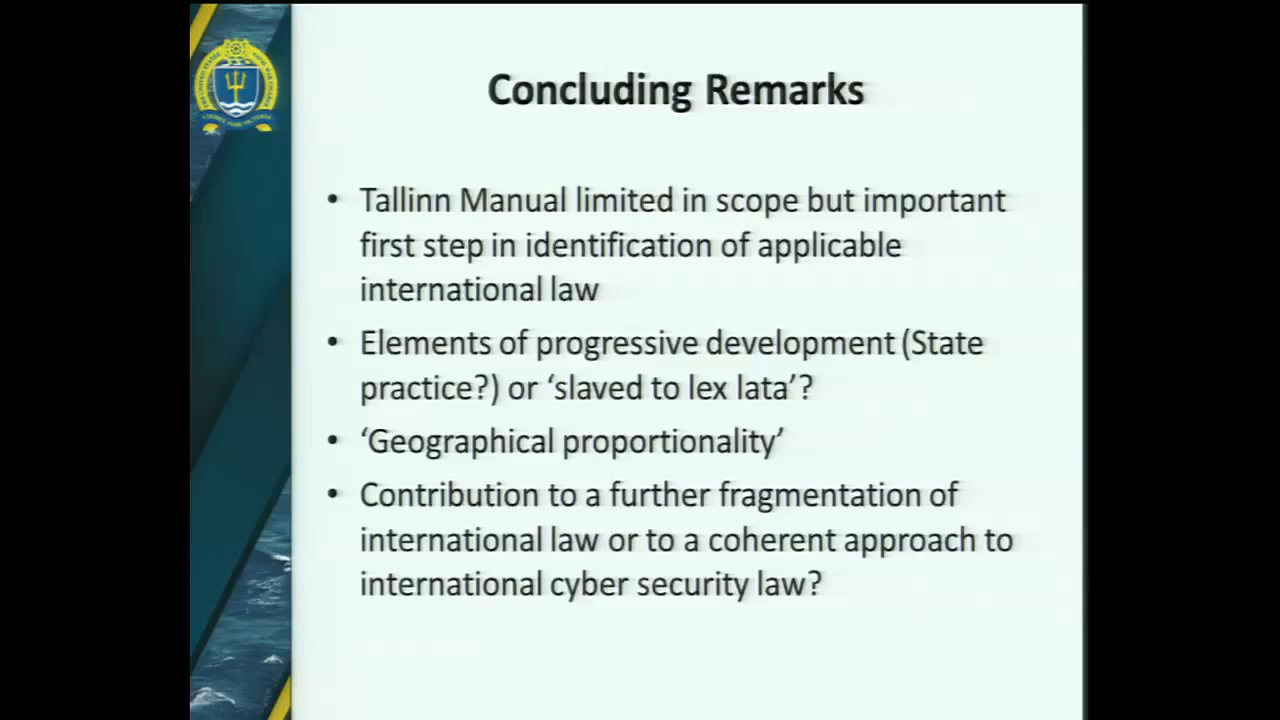 Concluding Remarks
• Tallinn Manual limited in scope but important
first step in identification of applicable
international law
• Elements of progressive development (State
practice?) or ‘slaved to lex lata’?
• ‘Geographical proportionality’
• Contribution to a further fragmentation of
international law or to a coherent approach to
international cyber security law?